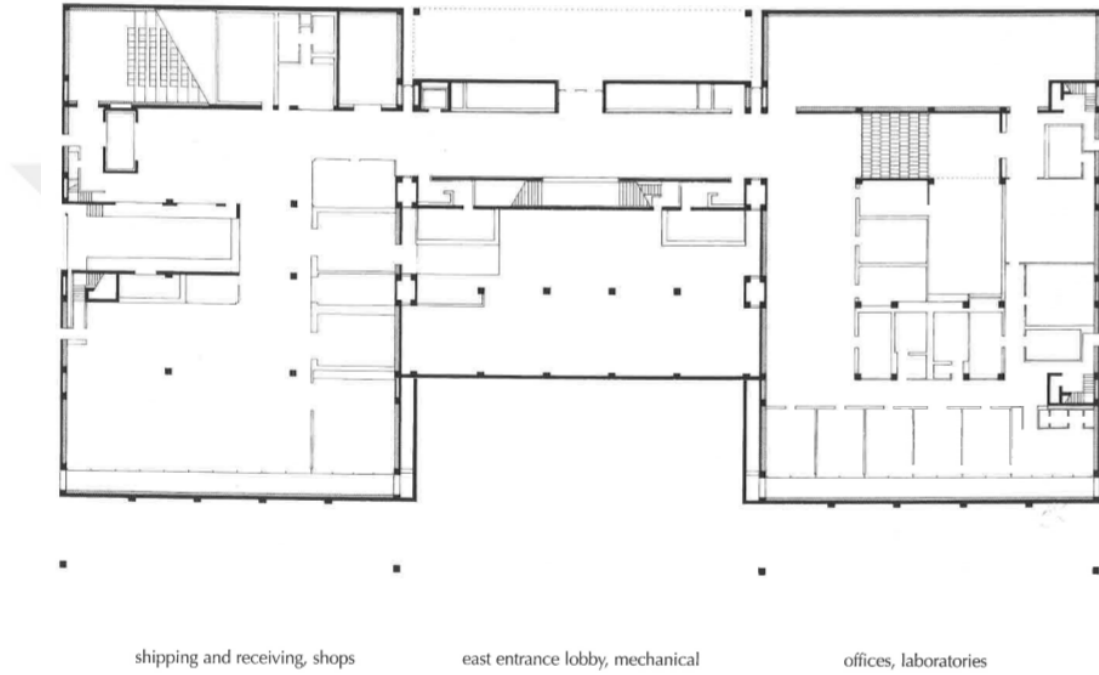 shipping and receiving, shops
east entrance lobby, mechanical
offices, laboratories